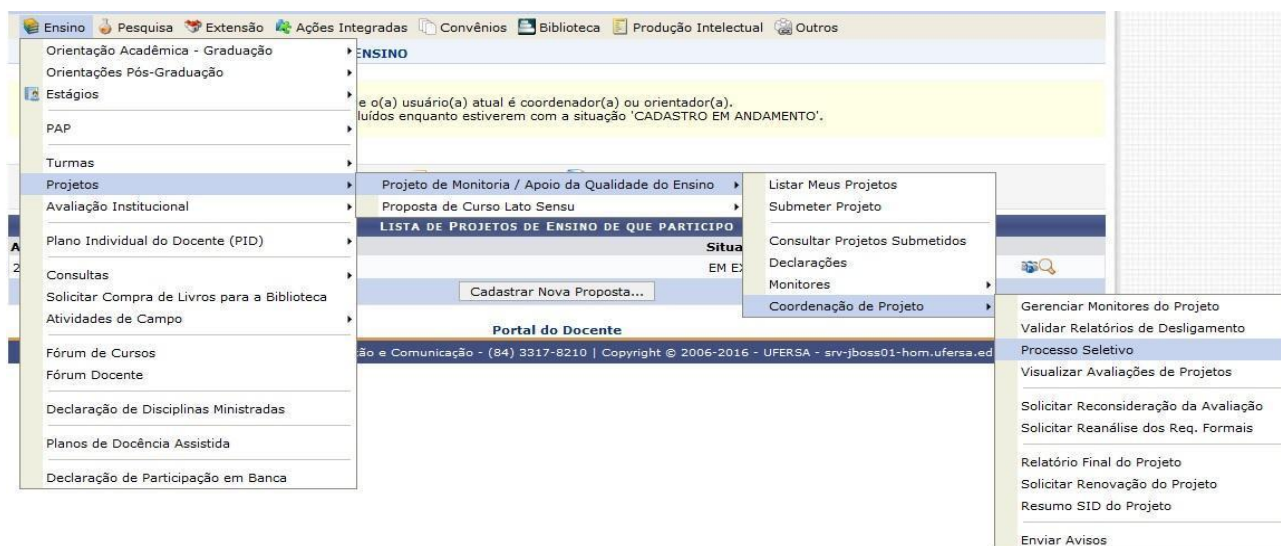 Ensino Pesquisa Extensão Ações Integradas Convênios Biblioteca Produção Intelectual Outros
Orientação Acadêmica - Graduação
Orientações Pós-Graduação
Estágios
PAP
Turmas
Projetos
Avaliação Institucional
Plano Individual do Docente (PID)
Consultas
Solicitar Compra de Livros para a Biblioteca
Atividades de Campo
Fórum de Cursos
Fórum Docente
Declaração de Disciplinas Ministradas
Planos de Docência Assistida
Declaração de Participação em Banca
ENSINO
e o(a) usuário(a) atual é coordenador(a) ou orientador(a).
luídos enquanto estiverem com a situação 'CADASTRO EM ANDAMENTO'.
Projeto de Monitoria / Apoio da Qualidade do Ensino
Proposta de Curso Lato Sensu
LISTA DE PROJETOS DE ENSINO DE QUE PARTICIPO
A Situa
2 EM EX
Cadastrar Nova Proposta...
Portal do Docente
ão e Comunicação - (84) 3317-8210 | Copyright © 2006-2016 - UFERSA - srv-jboss01-hom.ufersa.ed
Listar Meus Projetos
Submeter Projeto
Consultar Projetos Submetidos
Declarações
Monitores
Coordenação de Projeto
Gerenciar Monitores do Projeto
Validar Relatórios de Desligamento
Processo Seletivo
Visualizar Avaliações de Projetos
Solicitar Reconsideração da Avaliação
Solicitar Reanálise dos Req. Formais
Relatório Final do Projeto
Solicitar Renovação do Projeto
Resumo SID do Projeto
Enviar Avisos